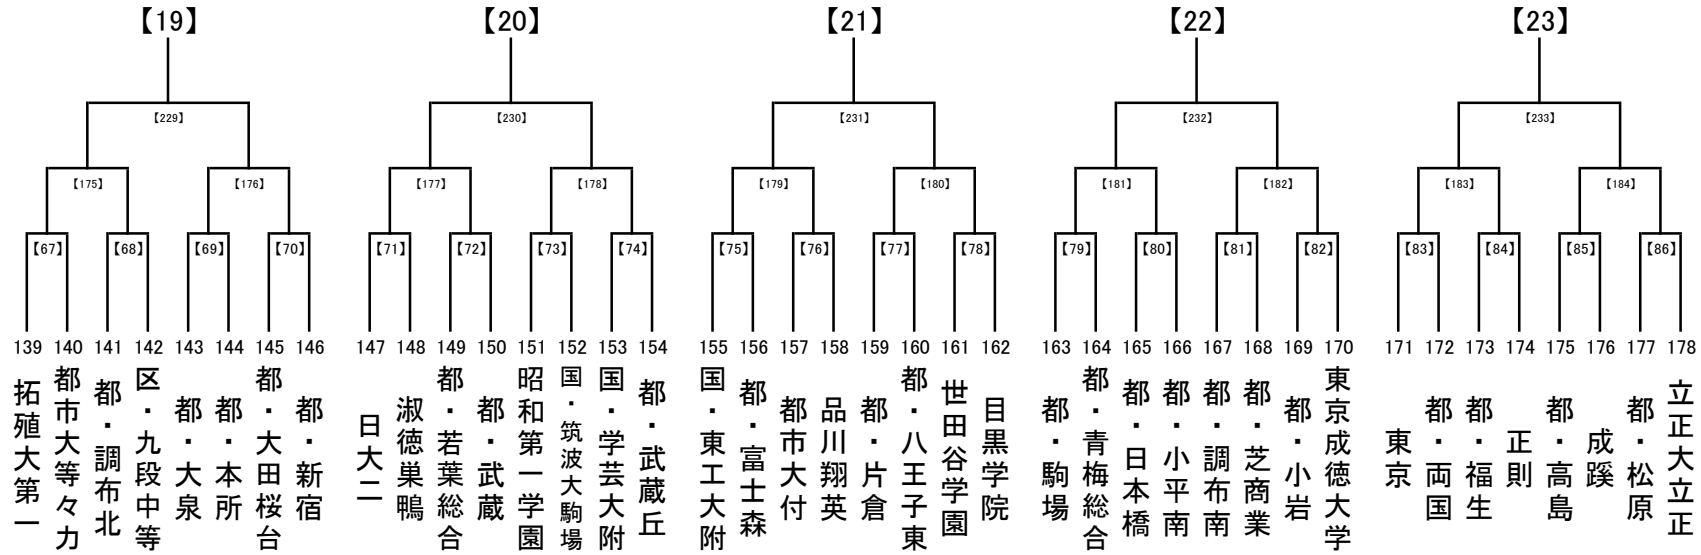 【19】 【20】 【21】 【22】 【23】
【229】 【230】 【231】 【232】 【233】
【175】 【176】 【177】 【178】 【179】 【180】 【181】 【182】 【183】 【184】
【67】 【68】 【69】 【70】 【71】 【72】 【73】 【74】 【75】 【76】 【77】 【78】 【79】 【80】 【81】 【82】 【83】 【84】 【85】 【86】
139 140 141 142 143 144 145 146 147 148 149 150 151 152 153 154 155 156 157 158 159 160 161 162 163 164 165 166 167 168 169 170 171 172 173 174 175 176 177 178
拓殖大第一
都市大等々力
都・調布北
区・九段中等
都・大泉
都・本所
都・大田桜台
都・新宿
日大二
淑徳巣鴨
都・若葉総合
都・武蔵
昭和第一学園
国・筑波大駒場
国・学芸大附
都・武蔵丘
国・東工大附
都・富士森
都市大付
品川翔英
都・片倉
都・八王子東
世田谷学園
目黒学院
都・駒場
都・青梅総合
都・日本橋
都・小平南
都・調布南
都・芝商業
都・小岩
東京成徳大学
東京
都・両国
都・福生
正則
都・高島
成蹊
都・松原
立正大立正